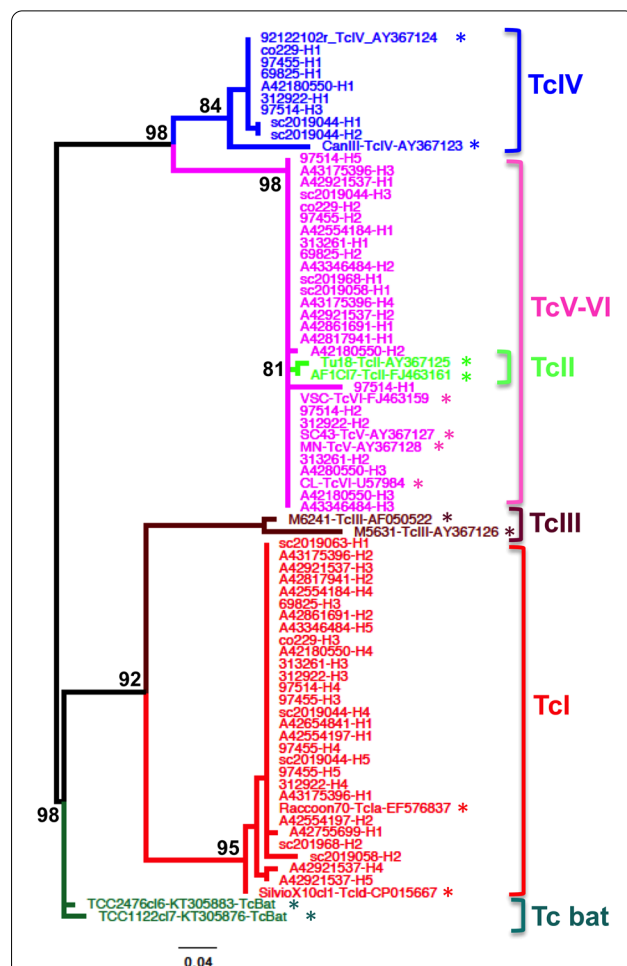 92122102r_TcIV_AY367124 *
co229-H1
97455-H1
69825-H1
A42180550-H1
312922-H1
97514-H3
sc2019044-H1
sc2019044-H2
CanIII-TcIV-AY367123 *
TcIV
84
98
97514-H5
A43175396-H3
A42921537-H1
sc2019044-H3
co229-H2
97455-H2
A42554184-H1
313261-H1
69825-H2
A43346484-H2
sc201968-H1
sc2019058-H1
A43175396-H4
A42921537-H2
A42861691-H1
A42817941-H1
A42180550-H2
Tu18-TcII-AY367125 *
AF1Cl7-TcII-FJ463161 *
97514-H1
VSC-TcVI-FJ463159 *
97514-H2
312922-H2
SC43-TcV-AY367127 *
MN-TcV-AY367128 *
313261-H2
A4280550-H3
CL-TcVI-U57984 *
A42180550-H3
A43346484-H3
98
81
TcV-VI
TcII
M6241-TcIII-AF050522 *
M5631-TcIII-AY367126 *
TcIII
sc2019063-H1
A43175396-H2
A42921537-H3
A42817941-H2
A42554184-H4
69825-H3
A42861691-H2
A43346484-H5
co229-H3
A42180550-H4
313261-H3
312922-H3
97514-H4
97455-H3
sc2019044-H4
A42654841-H1
A42554197-H1
97455-H4
sc2019044-H5
97455-H5
312922-H4
A43175396-H1
Raccoon70-TcIa-EF576837 *
A42554197-H2
A42755699-H1
sc201968-H2
sc2019058-H2
A42921537-H4
A42921537-H5
SilvioX10cl1-TcId-CP015667 *
92
95
TcI
98
TCC2476cl6-KT305883-TcBat *
TCC1122cl7-KT305876-TcBat *
Tc bat
0.04